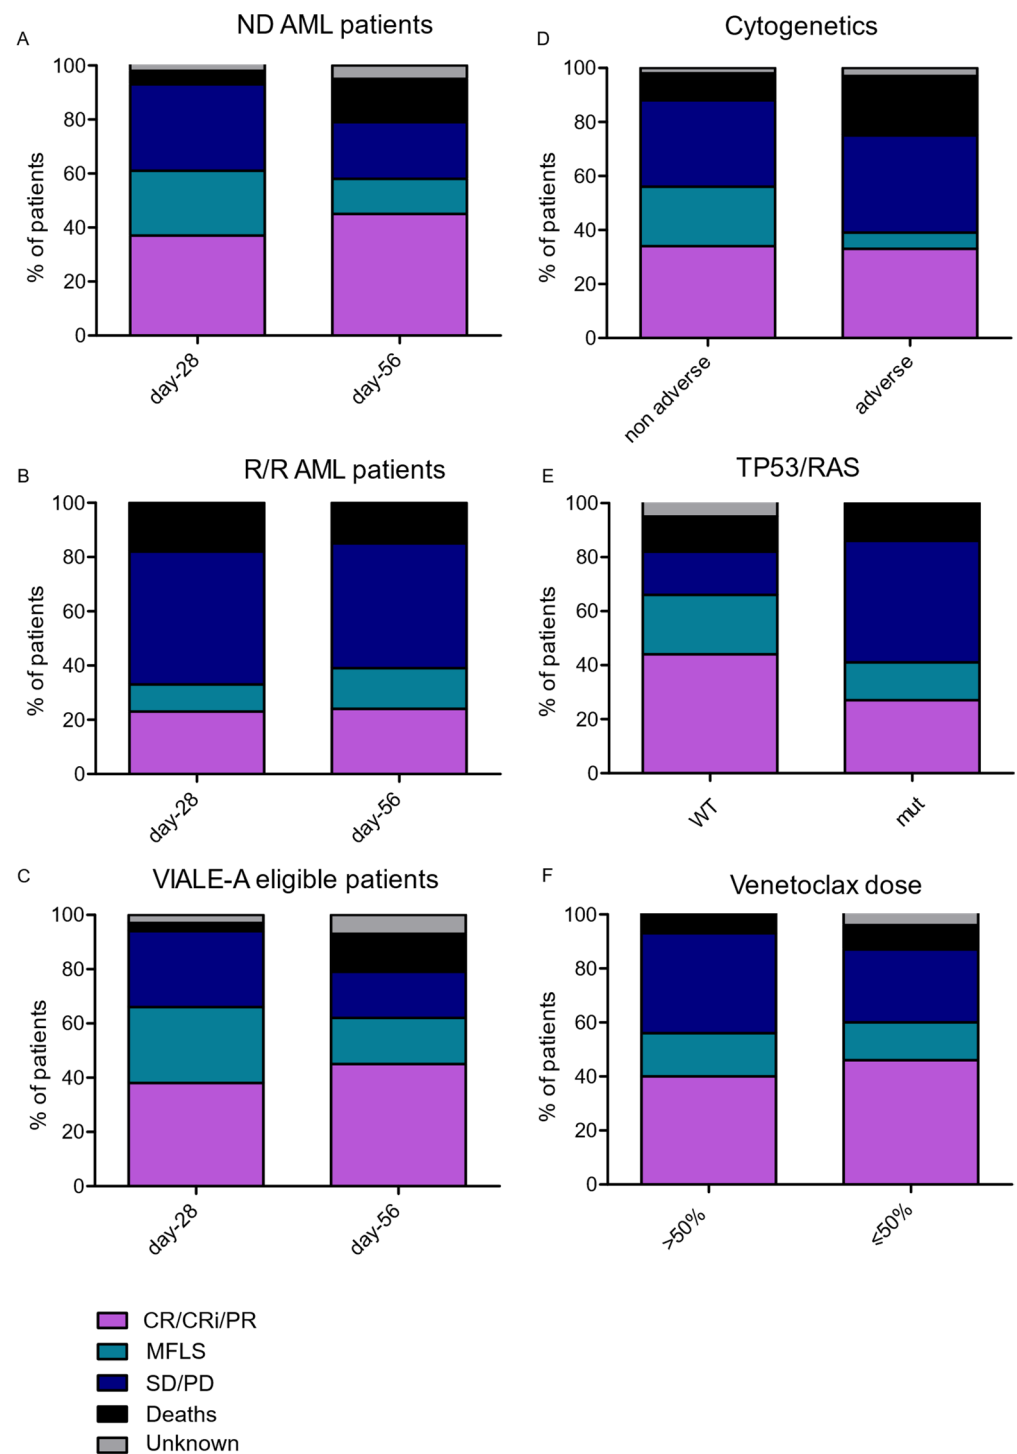 A
ND AML patients
% of patients
100
80
60
40
20
0
day-28
day-56
B
R/R AML patients
% of patients
100
80
60
40
20
0
day-28
day-56
C
VIALE-A eligible patients
% of patients
100
80
60
40
20
0
day-28
day-56
D
Cytogenetics
% of patients
100
80
60
40
20
0
non adverse
adverse
E
TP53/RAS
% of patients
100
80
60
40
20
0
WT
mut
F
Venetoclax dose
% of patients
100
80
60
40
20
0
>50%
≤50%
CR/CRi/PR
MFLS
SD/PD
Deaths
Unknown